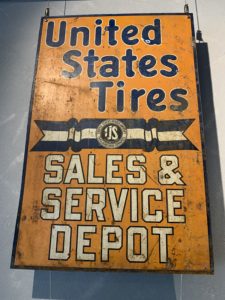 United
States
Tires
US
SALES &
SERVICE
DEPOT